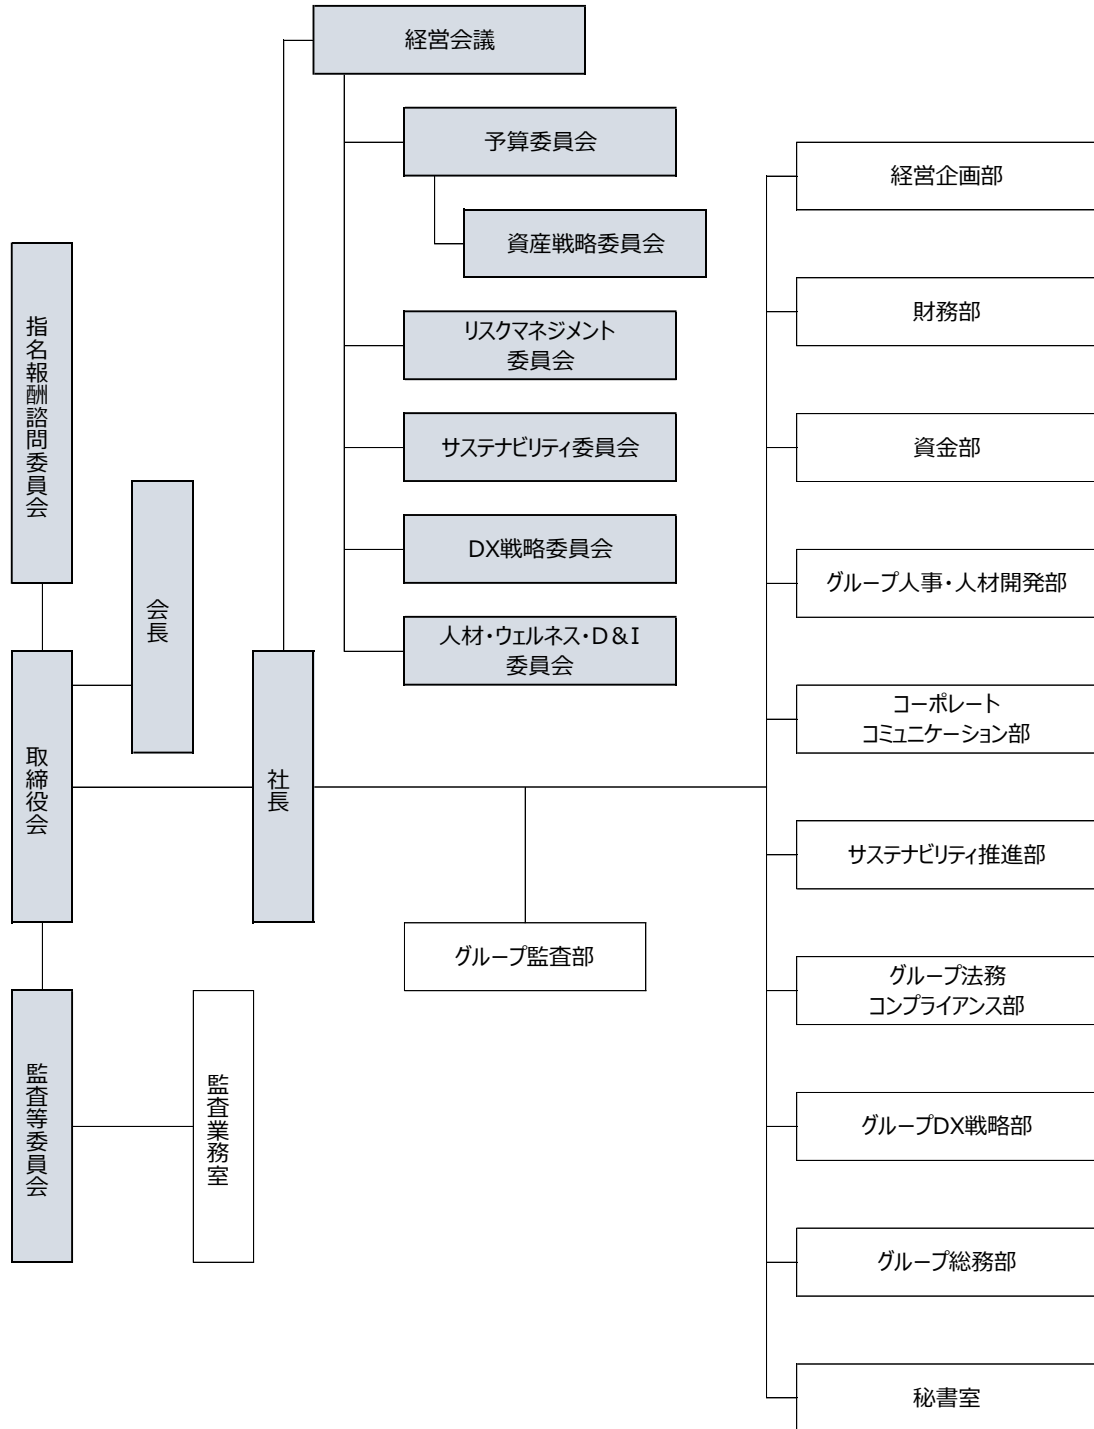 経営会議
予算委員会
資産戦略委員会
リスクマネジメント
委員会
サステナビリティ委員会
DX戦略委員会
人材・ウェルネス・D&I
委員会
指名報酬諮問委員会
会長
取締役会
社長
グループ監査部
監査等委員会
監査業務室
経営企画部
財務部
資金部
グループ人事・人材開発部
コーポレート
コミュニケーション部
サステナビリティ推進部
グループ法務
コンプライアンス部
グループDX戦略部
グループ総務部
秘書室